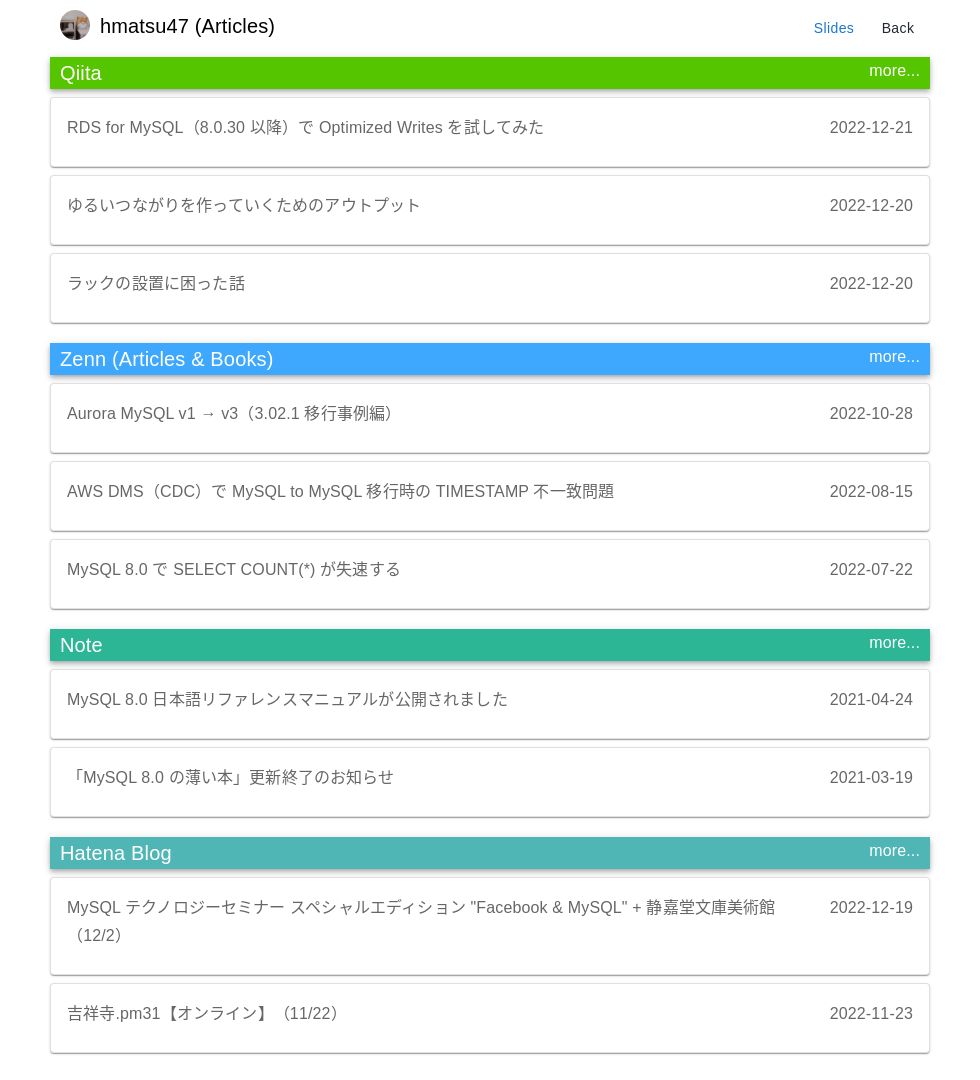 hmatsu47 (Articles)
Slides
Back
Qiita
more...
RDS for MySQL（8.0.30 以降）で Optimized Writes を試してみた
2022-12-21
ゆるいつながりを作っていくためのアウトプット
2022-12-20
ラックの設置に困った話
2022-12-20
Zenn (Articles & Books)
more...
Aurora MySQL v1 → v3（3.02.1 移行事例編）
2022-10-28
AWS DMS（CDC）で MySQL to MySQL 移行時の TIMESTAMP 不一致問題
2022-08-15
MySQL 8.0 で SELECT COUNT(*) が失速する
2022-07-22
Note
more...
MySQL 8.0 日本語リファレンスマニュアルが公開されました
2021-04-24
「MySQL 8.0 の薄い本」更新終了のお知らせ
2021-03-19
Hatena Blog
more...
MySQL テクノロジーセミナー スペシャルエディション "Facebook & MySQL" + 静嘉堂文庫美術館
（12/2）
2022-12-19
吉祥寺.pm31【オンライン】（11/22）
2022-11-23